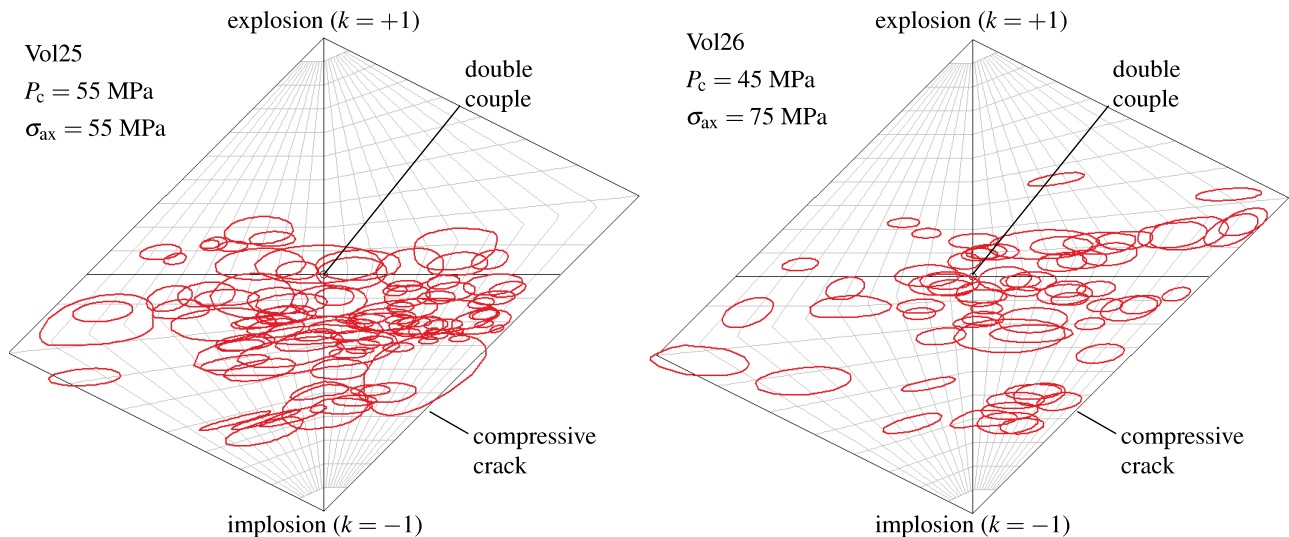 explosion (k = +1)
Vol25
Pc = 55 MPa
σax = 55 MPa
double
couple
compressive
crack
implosion (k = −1)
explosion (k = +1)
Vol26
Pc = 45 MPa
σax = 75 MPa
double
couple
compressive
crack
implosion (k = −1)